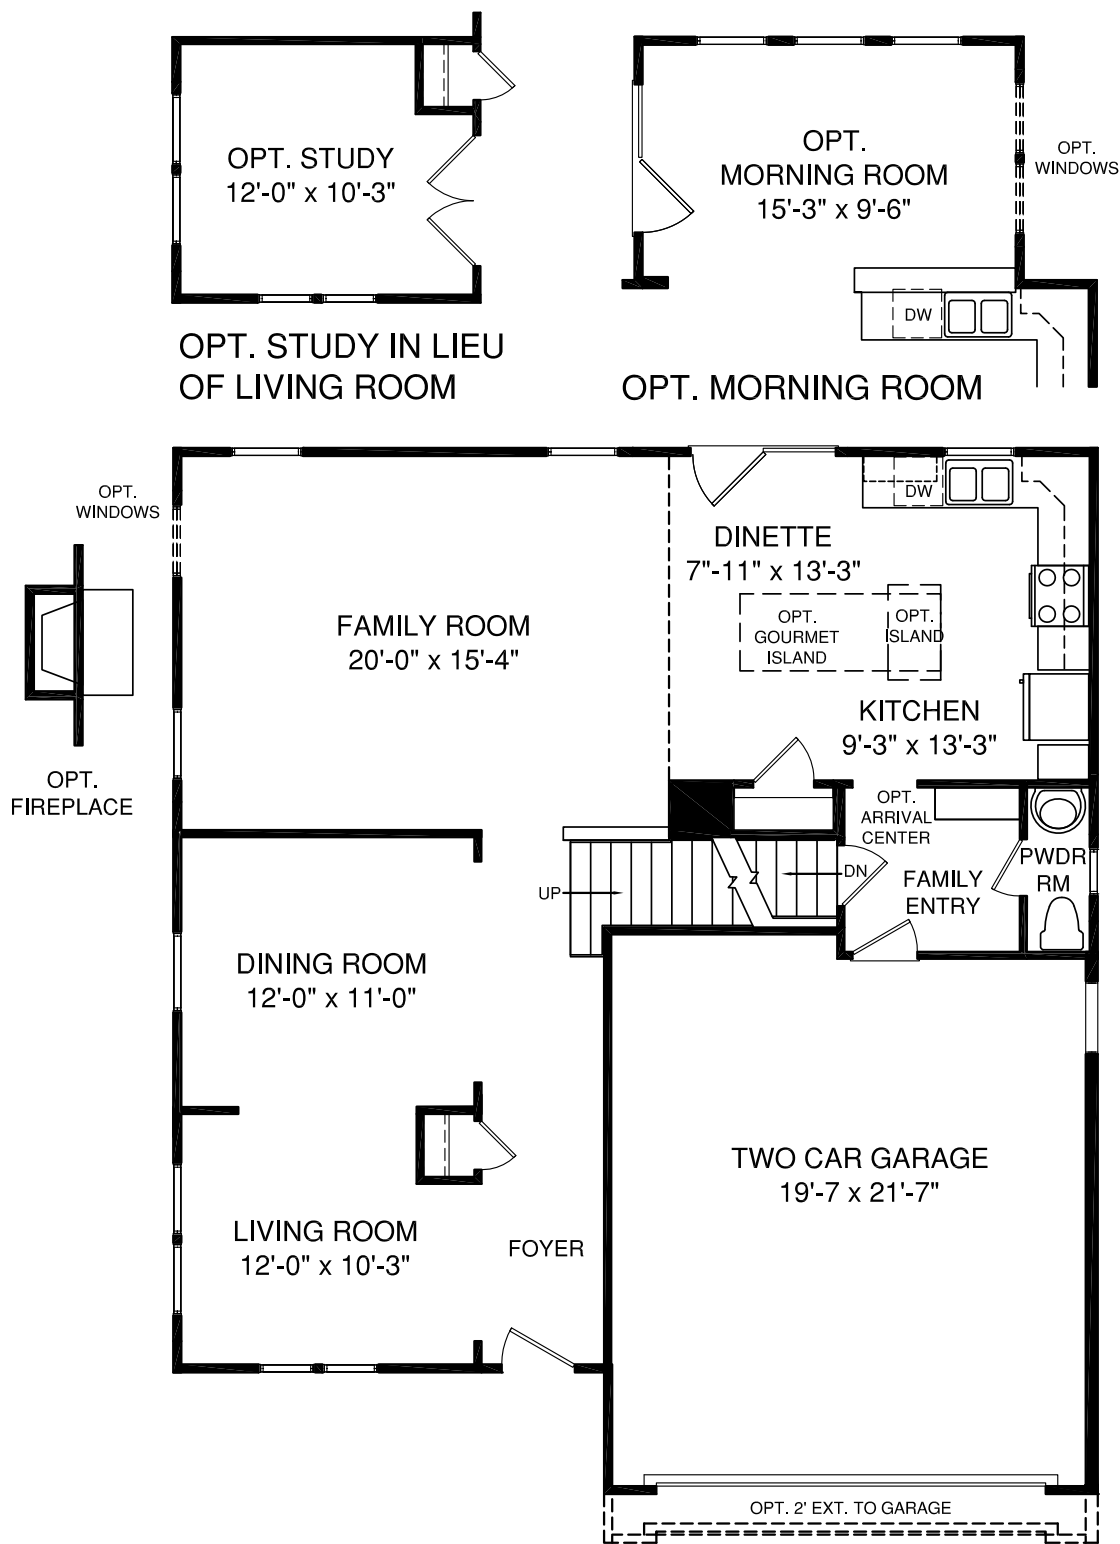 OPT. STUDY
12'-0" x 10'-3"
OPT. STUDY IN LIEU
OF LIVING ROOM
OPT.
MORNING ROOM
15'-3" x 9'-6"
OPT.
WINDOWS
DW
OPT. MORNING ROOM
OPT.
WINDOWS
OPT.
FIREPLACE
FAMILY ROOM
20'-0" x 15'-4"
DINETTE
7"-11" x 13'-3"
DW
OPT.
GOURMET
ISLAND
OPT.
ISLAND
KITCHEN
9'-3" x 13'-3"
OPT.
ARRIVAL
CENTER
PWDR
RM
FAMILY
ENTRY
DN
UP
DINING ROOM
12'-0" x 11'-0"
LIVING ROOM
12'-0" x 10'-3"
FOYER
TWO CAR GARAGE
19'-7 x 21'-7"
OPT. 2' EXT. TO GARAGE